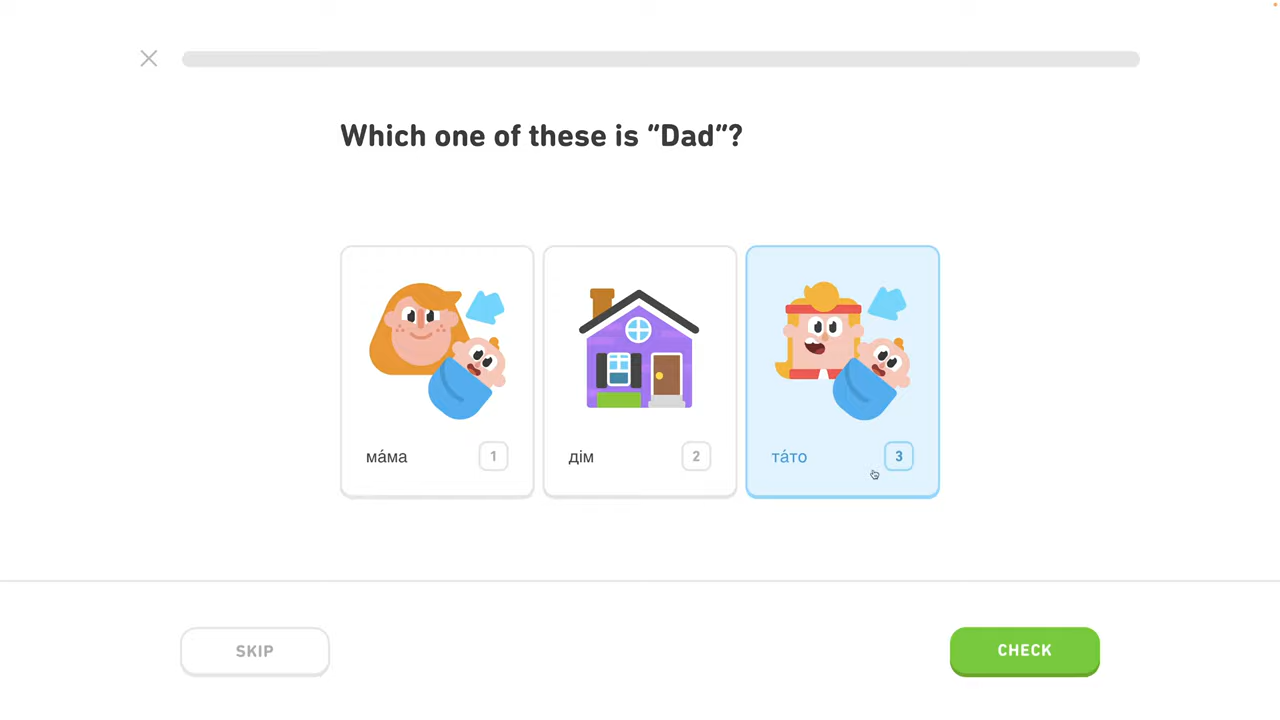 Which one of these is “Dad”?
ма́ма 1
дім 2
та́то 3
SKIP
CHECK